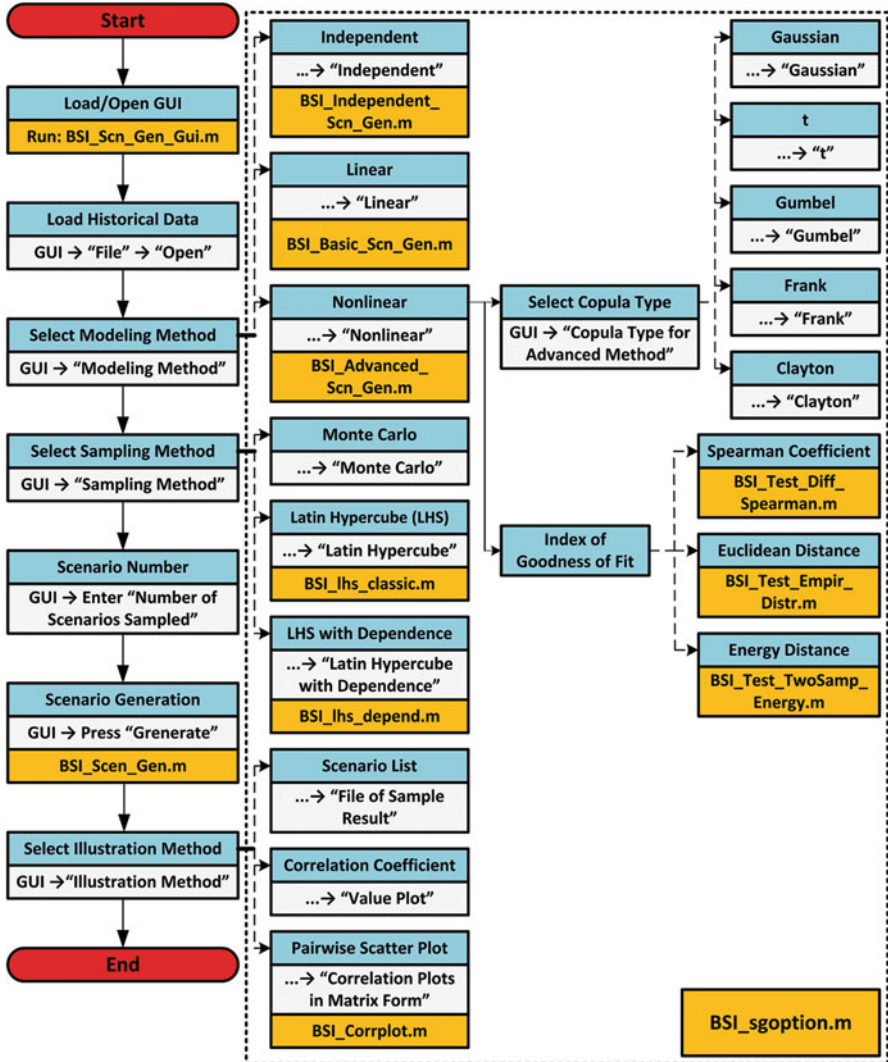 Start
Load/Open GUI
Run: BSI_Scn_Gen_Gui.m
Load Historical Data
GUI → “File” → “Open”
Select Modeling Method
GUI → “Modeling Method”
Select Sampling Method
GUI → “Sampling Method”
Scenario Number
GUI → Enter “Number of
Scenarios Sampled”
Scenario Generation
GUI → Press “Grenerate”
BSI_Scen_Gen.m
Select Illustration Method
GUI →“Illustration Method”
End
Independent
...→ “Independent”
BSI_Independent_
Scn_Gen.m
Linear
...→ “Linear”
BSI_Basic_Scn_Gen.m
Nonlinear
...→ “Nonlinear”
BSI_Advanced_
Scn_Gen.m
Monte Carlo
...→ “Monte Carlo”
Latin Hypercube (LHS)
...→ “Latin Hypercube”
BSI_lhs_classic.m
LHS with Dependence
...→ “Latin Hypercube
with Dependence”
BSI_lhs_depend.m
Scenario List
...→ “File of Sample
Result”
Correlation Coefficient
...→ “Value Plot”
Pairwise Scatter Plot
...→ “Correlation Plots
in Matrix Form”
BSI_Corrplot.m
Select Copula Type
GUI → “Copula Type for
Advanced Method”
Index of
Goodness of Fit
Gaussian
...→ “Gaussian”
t
...→ “t”
Gumbel
...→ “Gumbel”
Frank
...→ “Frank”
Clayton
...→ “Clayton”
Spearman Coefficient
BSI_Test_Diff_
Spearman.m
Euclidean Distance
BSI_Test_Empir_
Distr.m
Energy Distance
BSI_Test_TwoSamp_
Energy.m
BSI_sgoption.m